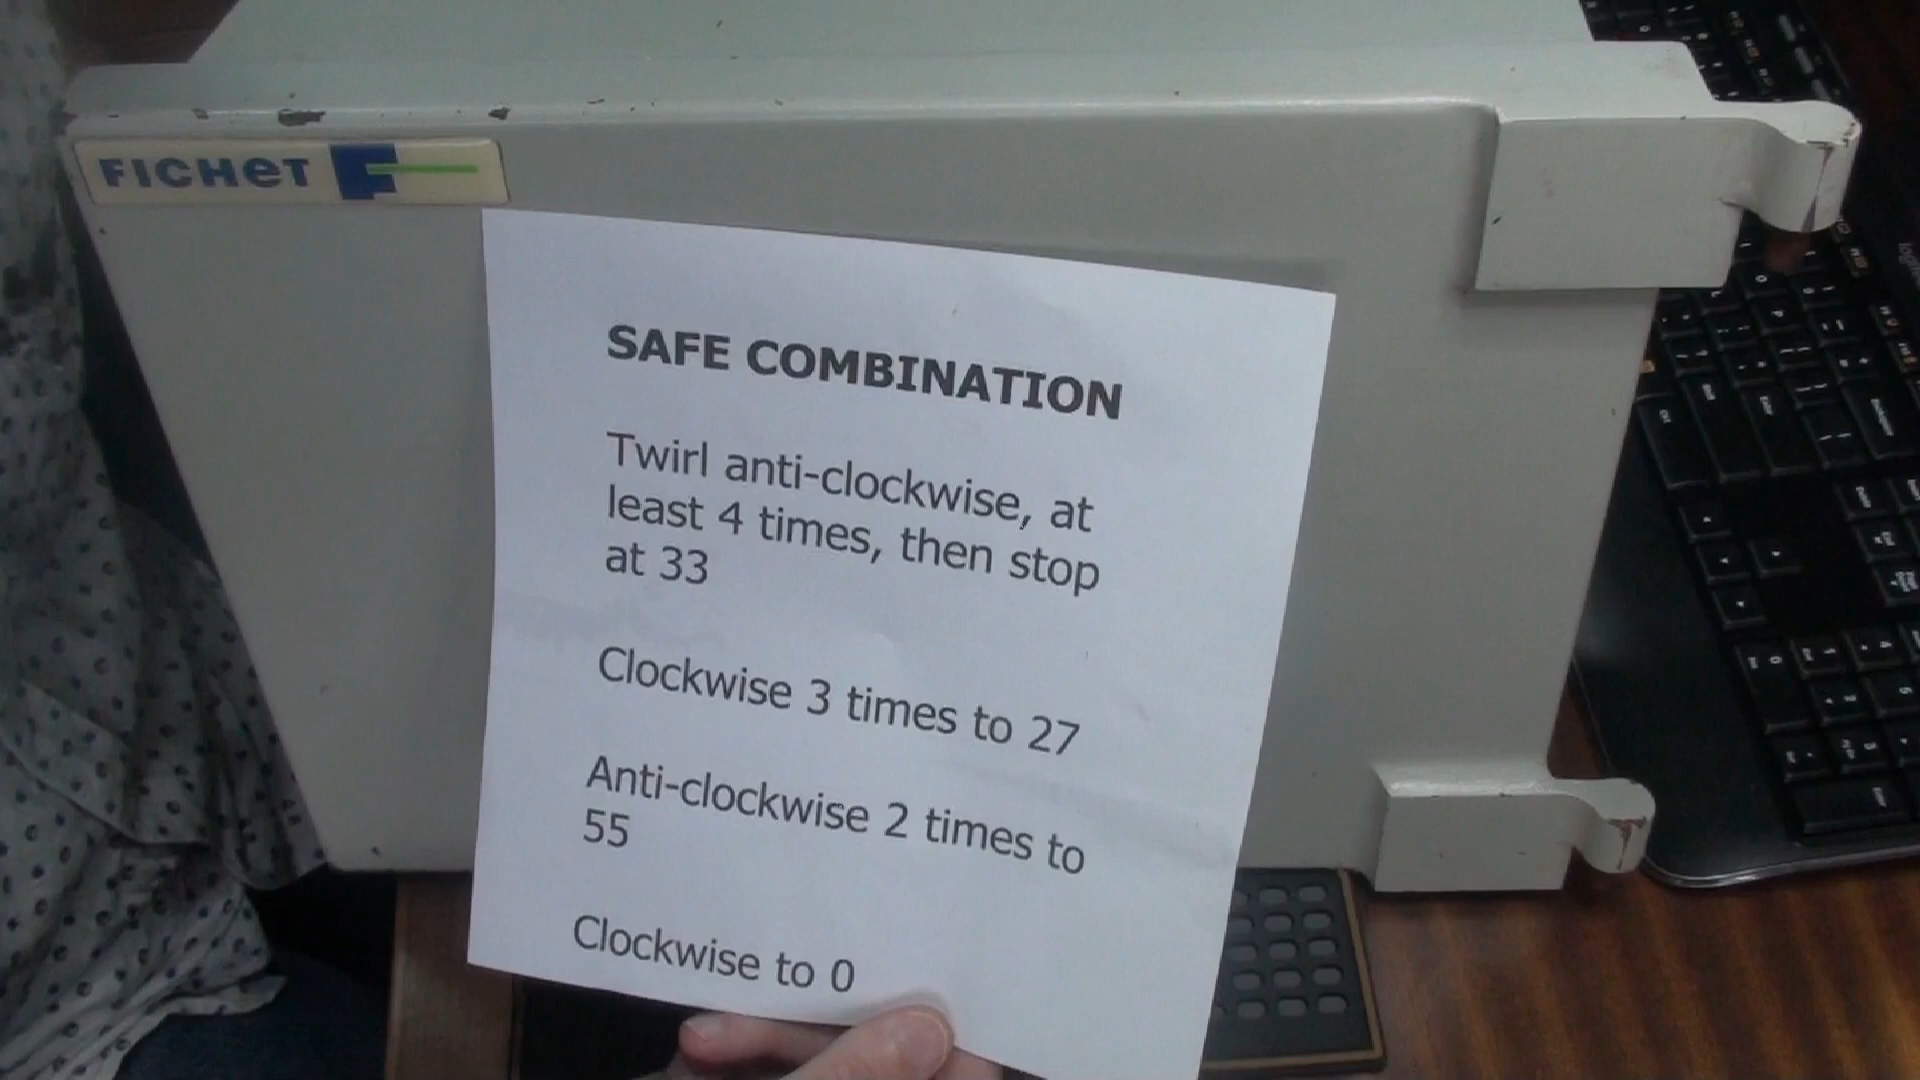 FICHET
SAFE COMBINATION
Twirl anti-clockwise, at
least 4 times, then stop
at 33
Clockwise 3 times to 27
Anti-clockwise 2 times to
55
Clockwise to 0